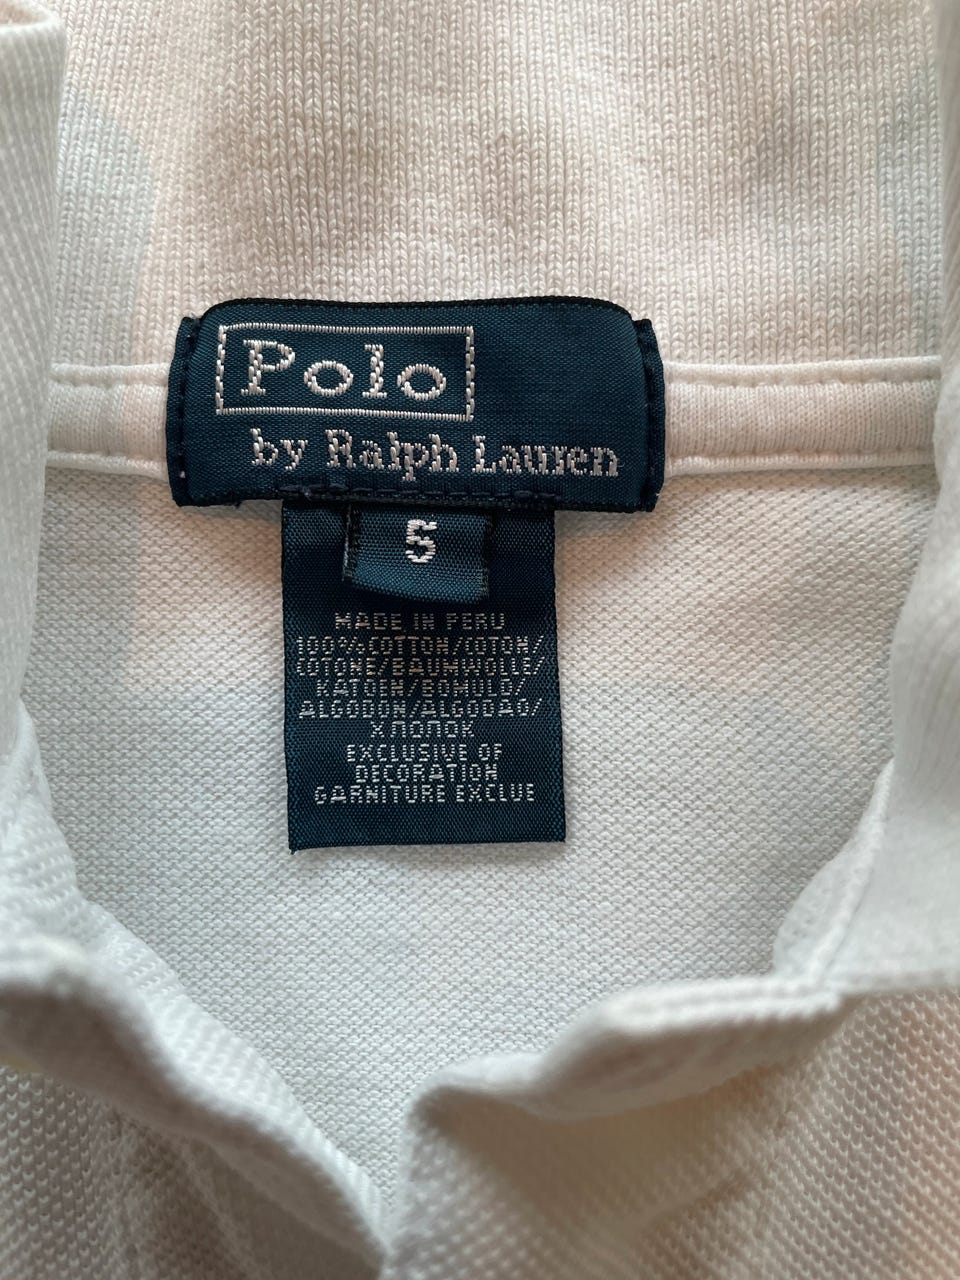 Polo
by Ralph Lauren
5
MADE IN PERU
100%COTTON/COTON/
COTONE/BAUMWOLLE/
KATOEN/BOMULD/
ALGODON/ALGODAO/
ХЛОПОК
EXCLUSIVE OF
DECORATION
GARNITURE EXCLUE